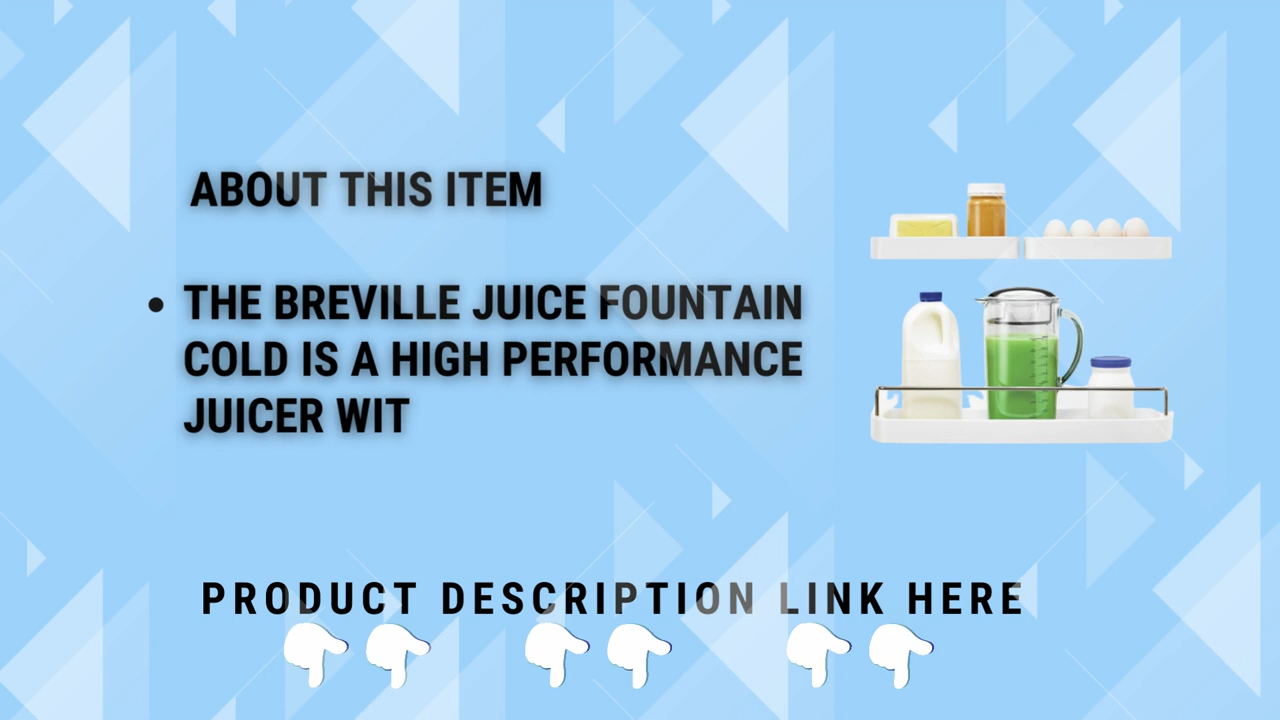 ABOUT THIS ITEM
• THE BREVILLE JUICE FOUNTAIN
COLD IS A HIGH PERFORMANCE
JUICER WIT
PRODUCT DESCRIPTION LINK HERE